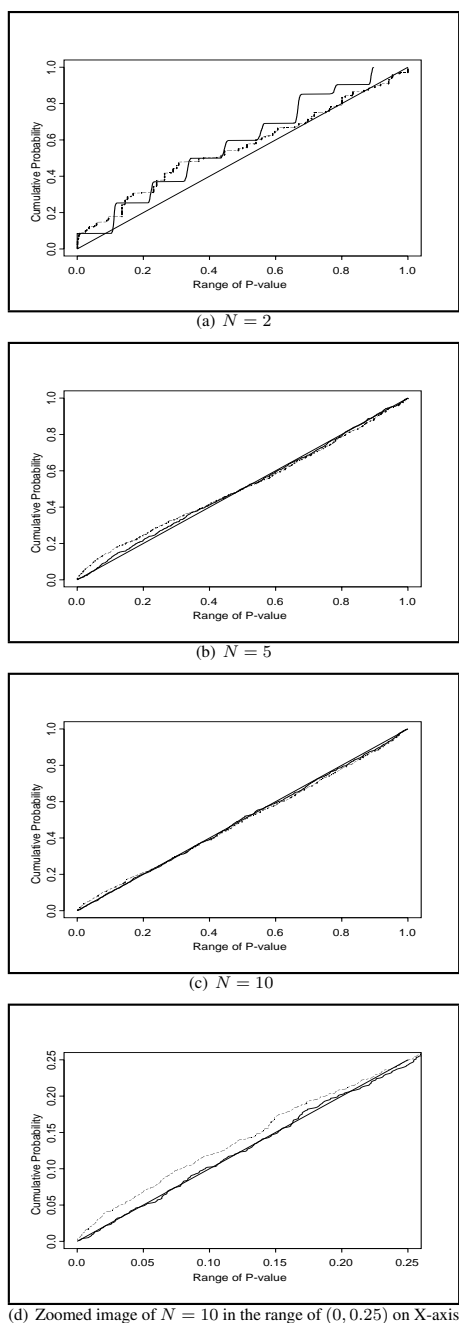 1.0
0.8
0.6
0.4
0.2
0.0
Cumulative Probability
0.0 0.2 0.4 0.6 0.8 1.0
Range of P-value
(a) N = 2
1.0
0.8
0.6
0.4
0.2
0.0
Cumulative Probability
0.0 0.2 0.4 0.6 0.8 1.0
Range of P-value
(b) N = 5
1.0
0.8
0.6
0.4
0.2
0.0
Cumulative Probability
0.0 0.2 0.4 0.6 0.8 1.0
Range of P-value
(c) N = 10
0.25
0.20
0.15
0.10
0.05
0.0
Cumulative Probability
0.0 0.05 0.10 0.15 0.20 0.25
Range of P-value
(d) Zoomed image of N = 10 in the range of (0, 0.25) on X-axis